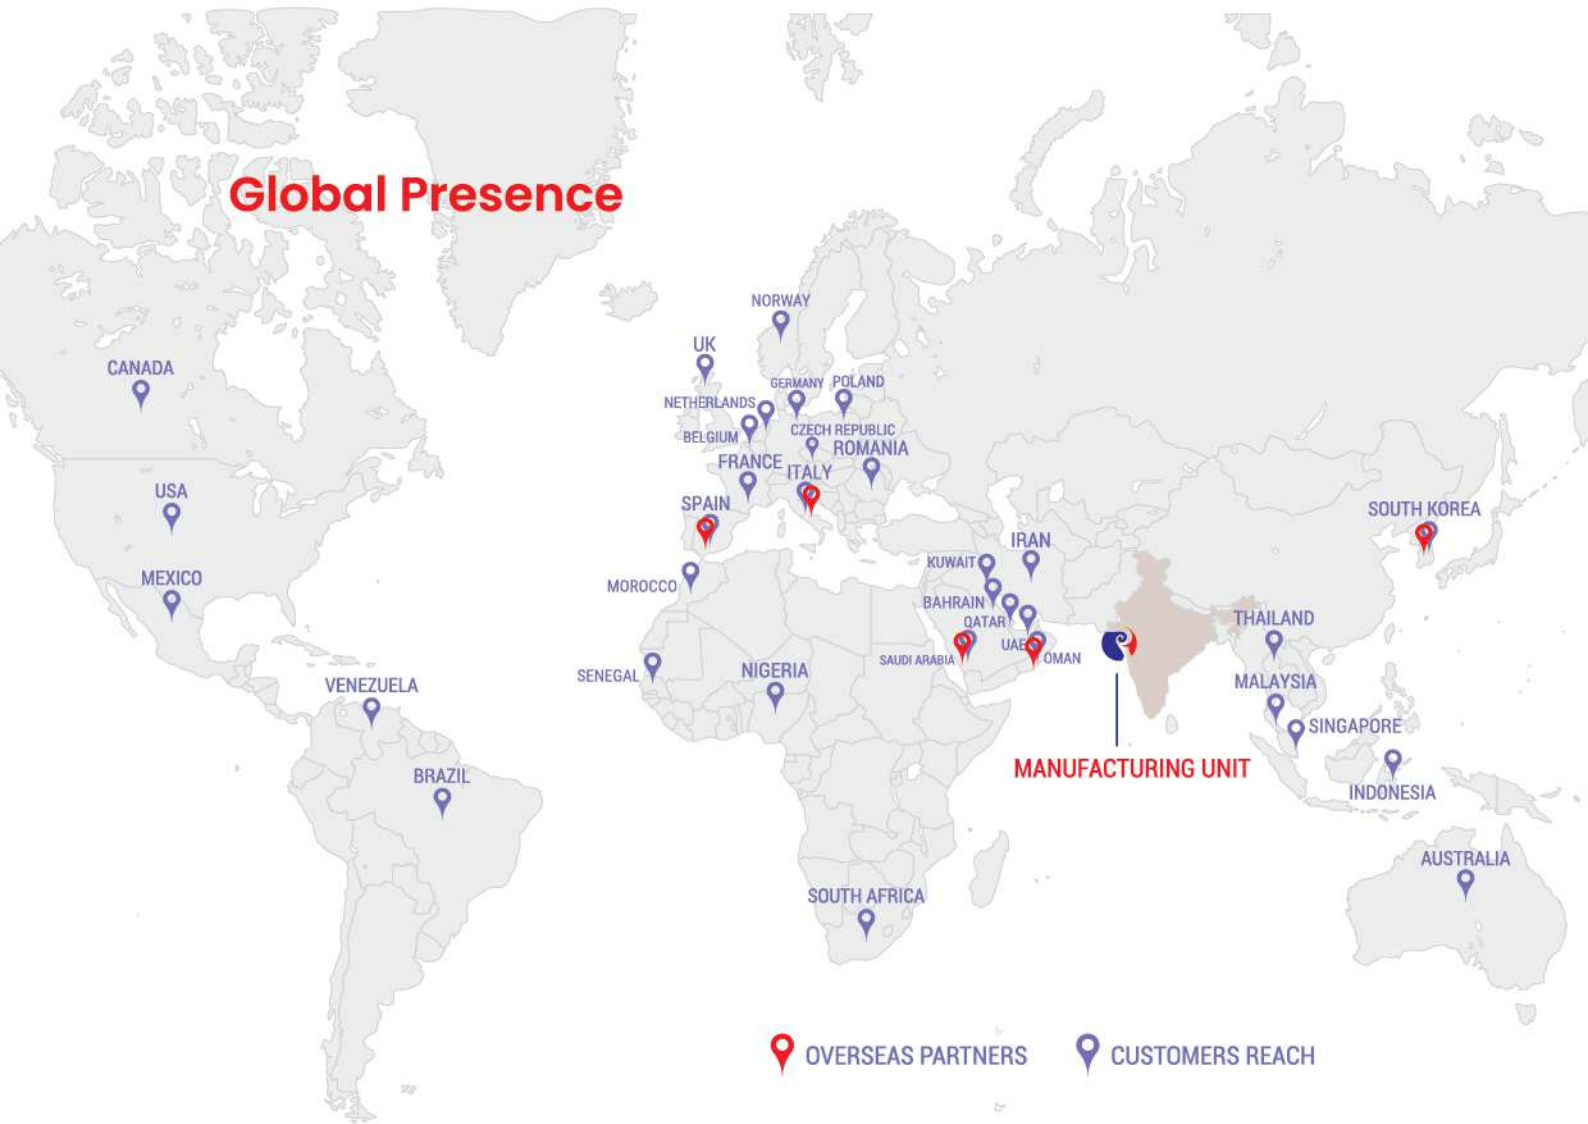 Global Presence
NORWAY
UK
CANADA
GERMANY
POLAND
NETHERLANDS
BELGIUM
CZECH REPUBLIC
ROMANIA
FRANCE
ITALY
USA
SPAIN
SOUTH KOREA
IRAN
KUWAIT
MEXICO
MOROCCO
BAHRAIN
QATAR
THAILAND
UAE
OMAN
SAUDI ARABIA
SENEGAL
NIGERIA
MALAYSIA
VENEZUELA
SINGAPORE
MANUFACTURING UNIT
BRAZIL
INDONESIA
AUSTRALIA
SOUTH AFRICA
OVERSEAS PARTNERS
CUSTOMERS REACH